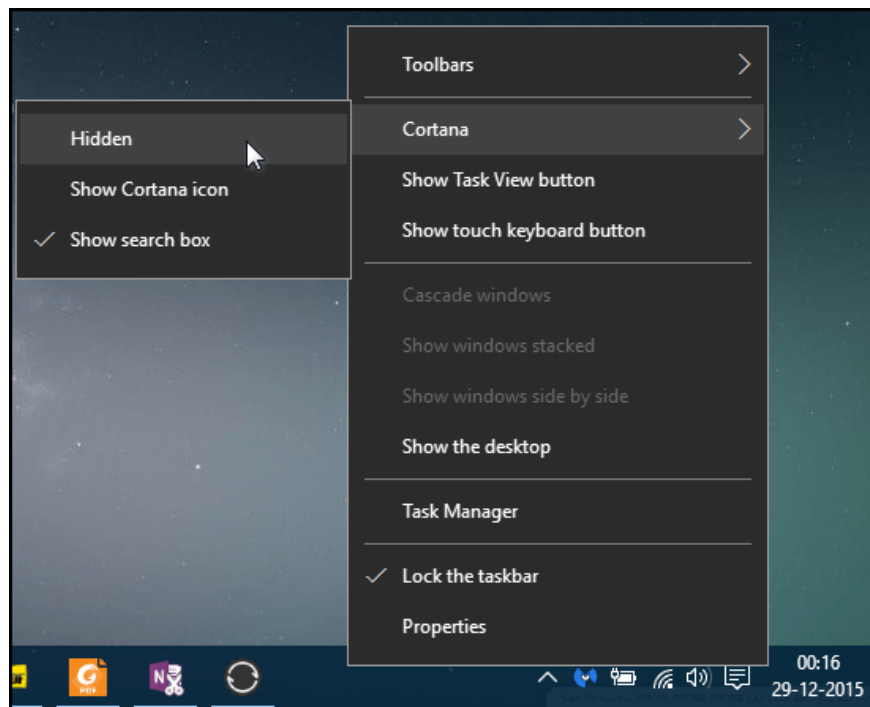 Toolbars
Cortana
Show Task View button
Show touch keyboard button
Cascade windows
Show windows stacked
Show windows side by side
Show the desktop
Task Manager
Lock the taskbar
Properties
Hidden
Show Cortana icon
Show search box
G
PDF
N
00:16
29-12-2015